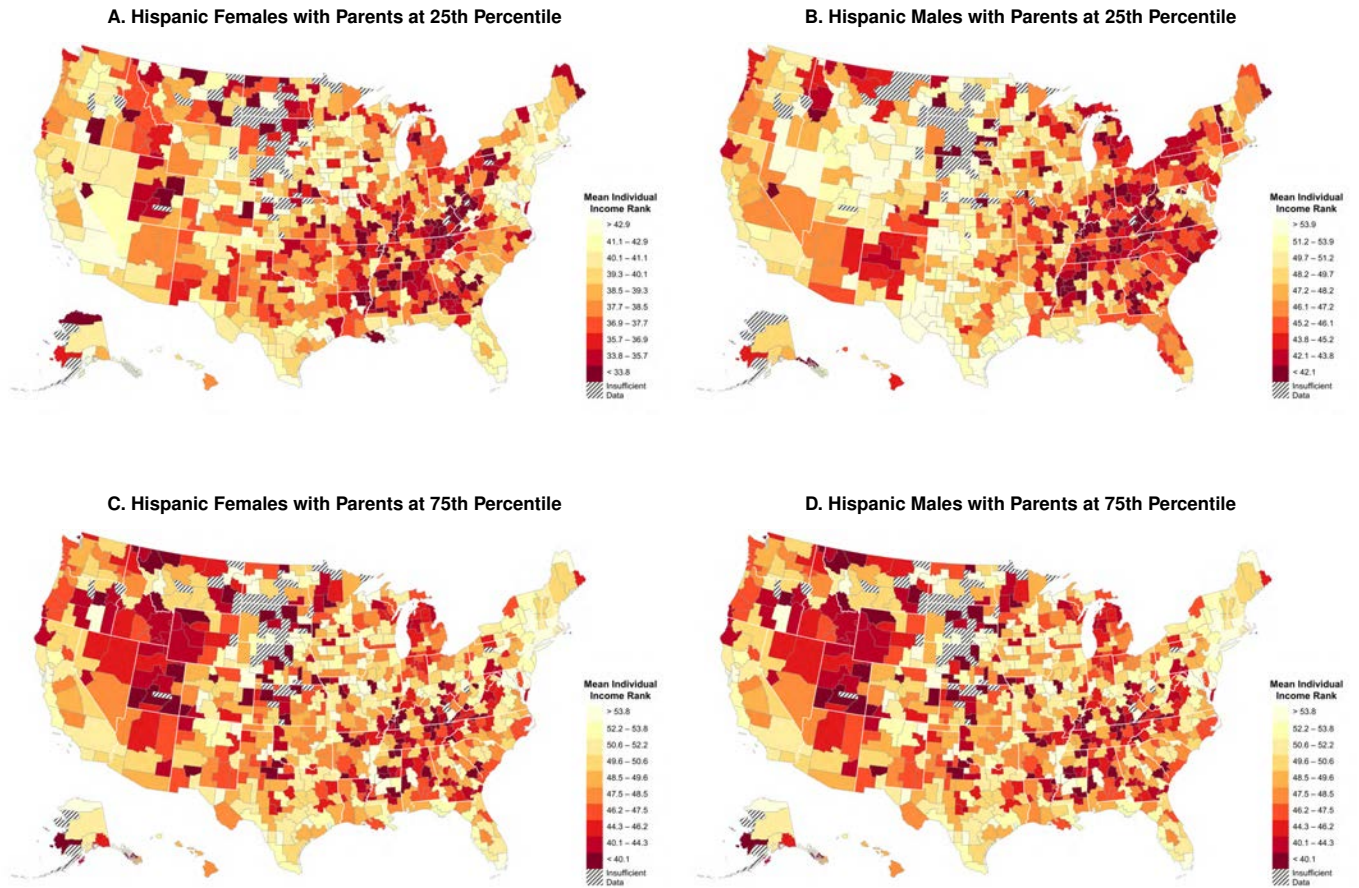 A. Hispanic Females with Parents at 25th Percentile
Mean Individual
Income Rank
> 42.9
41.1 – 42.9
40.1 – 41.1
39.3 – 40.1
38.5 – 39.3
37.7 – 38.5
36.9 – 37.7
35.7 – 36.9
33.8 – 35.7
< 33.8
Insufficient
Data
B. Hispanic Males with Parents at 25th Percentile
Mean Individual
Income Rank
> 53.9
51.2 – 53.9
49.7 – 51.2
48.2 – 49.7
47.2 – 48.2
46.1 – 47.2
45.2 – 46.1
43.8 – 45.2
42.1 – 43.8
< 42.1
Insufficient
Data
C. Hispanic Females with Parents at 75th Percentile
Mean Individual
Income Rank
> 53.8
52.2 – 53.8
50.6 – 52.2
49.6 – 50.6
48.5 – 49.6
47.5 – 48.5
46.2 – 47.5
44.3 – 46.2
40.1 – 44.3
< 40.1
Insufficient
Data
D. Hispanic Males with Parents at 75th Percentile
Mean Individual
Income Rank
> 53.8
52.2 – 53.8
50.6 – 52.2
49.6 – 50.6
48.5 – 49.6
47.5 – 48.5
46.2 – 47.5
44.3 – 46.2
40.1 – 44.3
< 40.1
Insufficient
Data